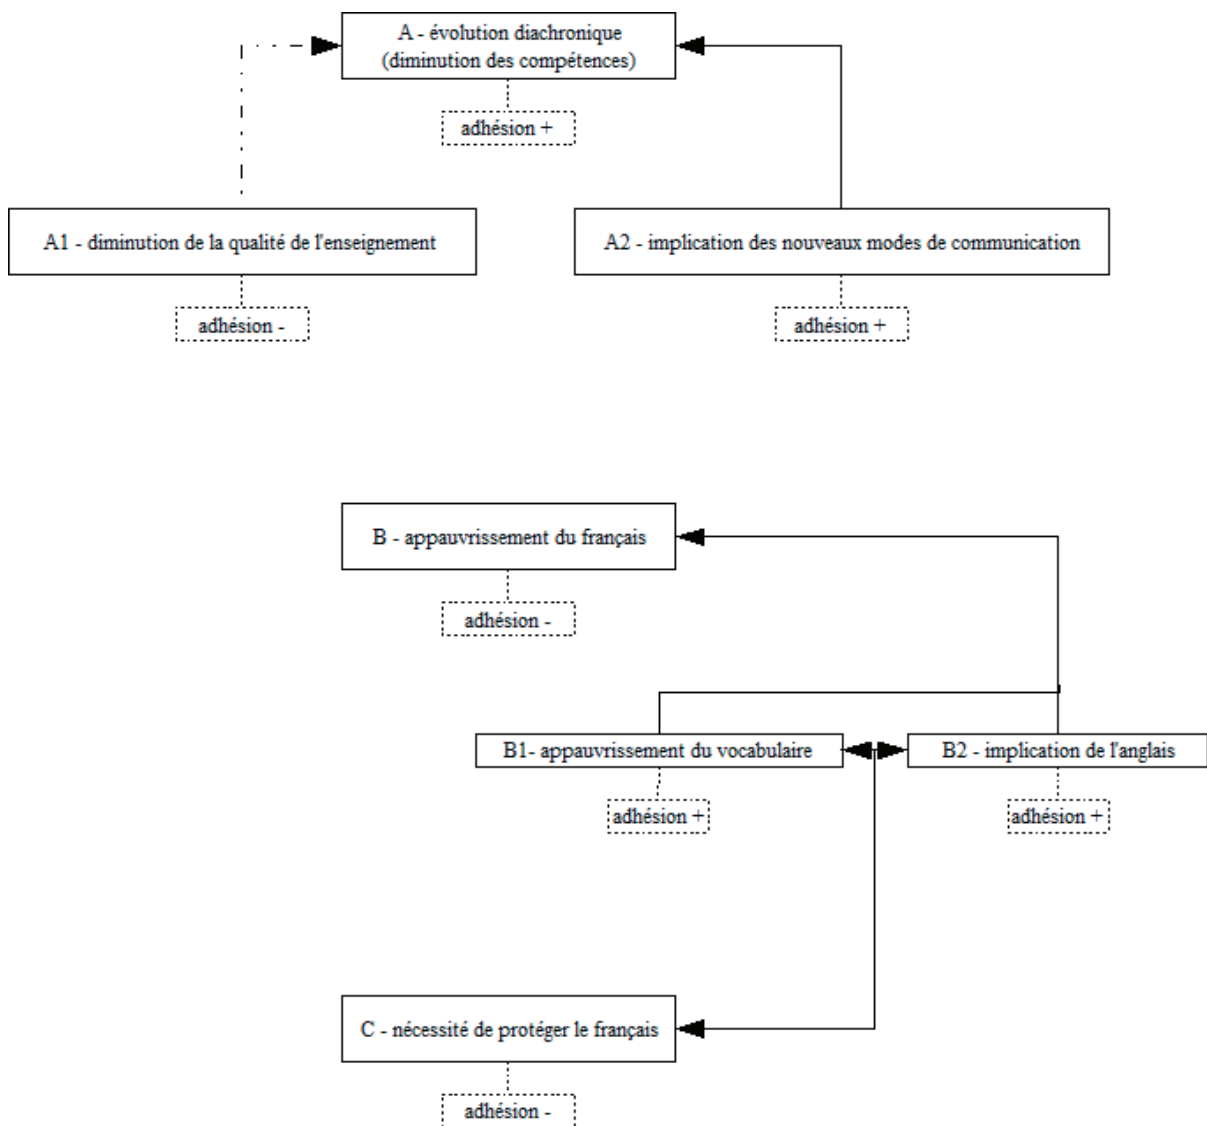 A - évolution diachronique
(diminution des compétences)
adhésion +
A1 - diminution de la qualité de l'enseignement
A2 - implication des nouveaux modes de communication
adhésion -
adhésion +
B - appauvrissement du français
adhésion -
B1- appauvrissement du vocabulaire
B2 - implication de l'anglais
adhésion +
adhésion +
C - nécessité de protéger le français
adhésion -